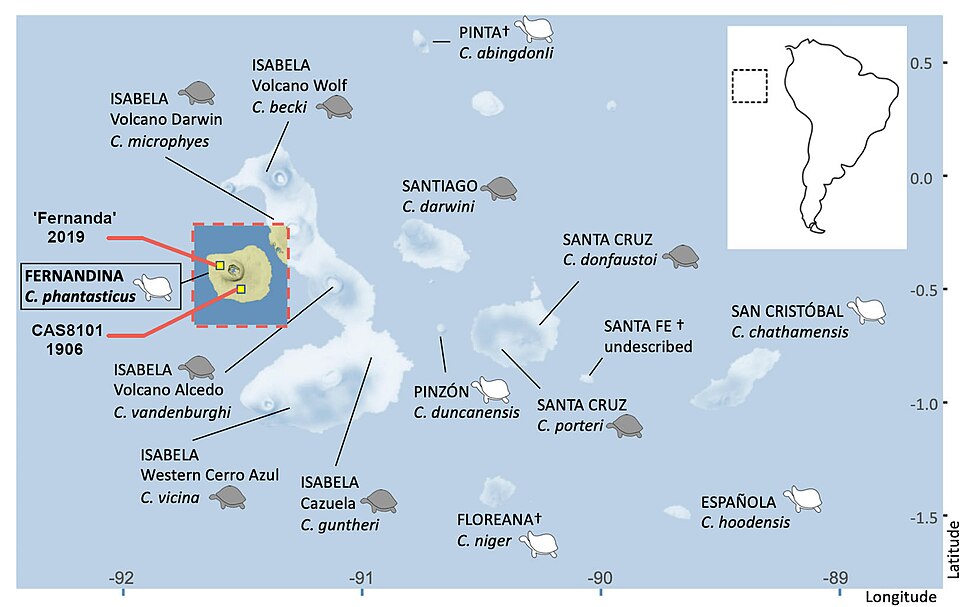 PINTA†
C. abingdonli
ISABELA
Volcano Wolf
C. becki
ISABELA
Volcano Darwin
C. microphyes
SANTIAGO
C. darwini
'Fernanda'
2019
FERNANDINA
C. phantasticus
CAS8101
1906
SANTA CRUZ
C. donfaustoi
SAN CRISTÓBAL
C. chathamensis
SANTA FE †
undescribed
ISABELA
Volcano Alcedo
C. vandenburghi
PINZÓN
C. duncanensis
SANTA CRUZ
C. porteri
ISABELA
Western Cerro Azul
C. vicina
ISABELA
Cazuela
C. guntheri
FLOREANA†
C. niger
ESPAÑOLA
C. hoodensis
0.5
0.0
-0.5
-1.0
-1.5
Latitude
-92
-91
-90
-89
Longitude